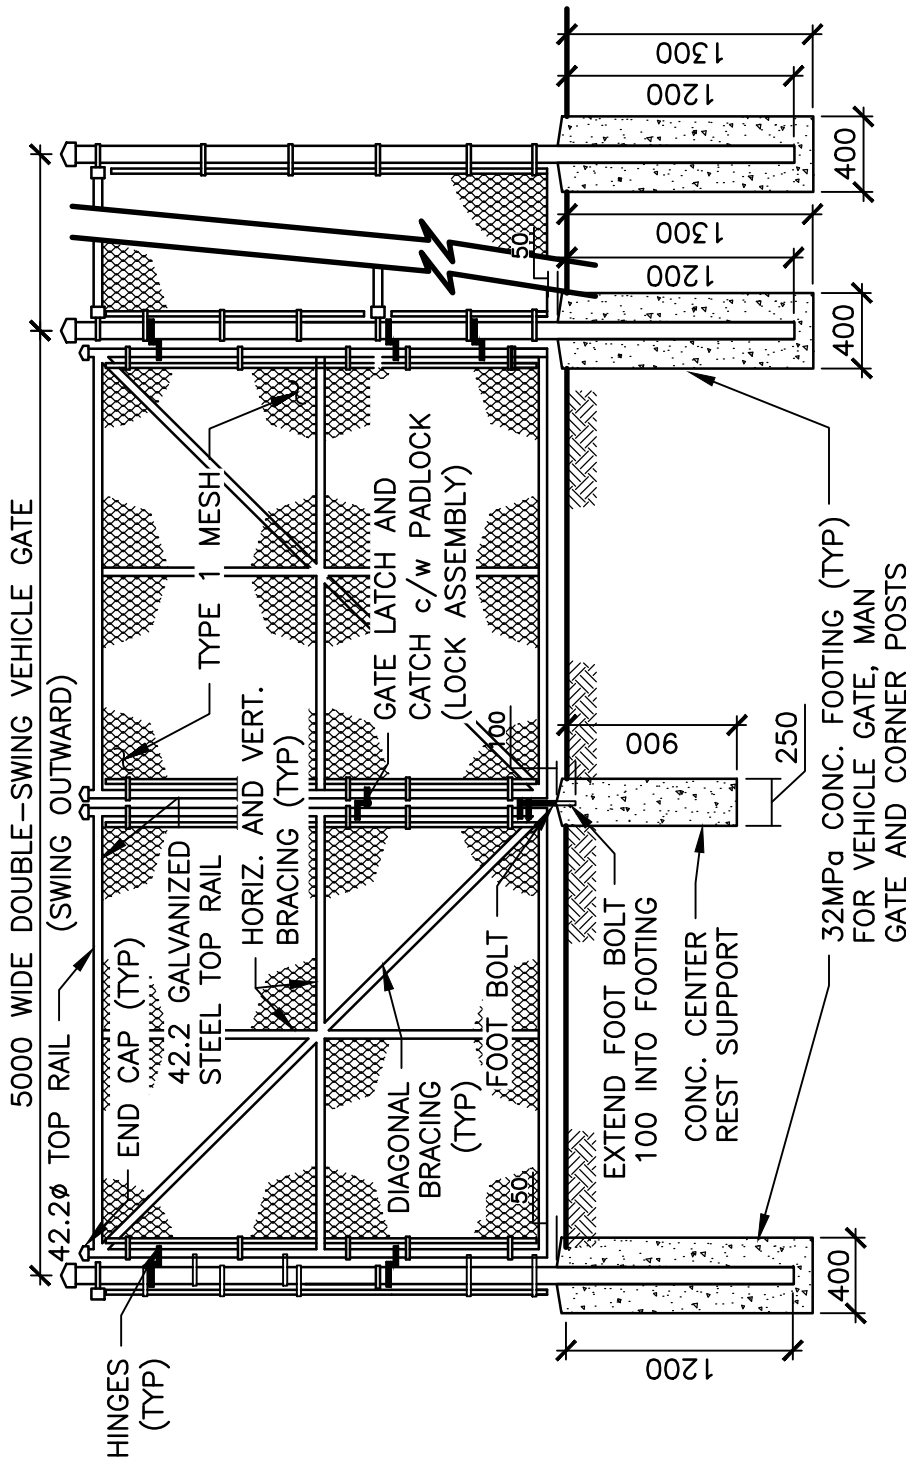 5000 WIDE DOUBLE-SWING VEHICLE GATE
(SWING OUTWARD)
42.2ø TOP RAIL
END CAP (TYP)
HINGES
(TYP)
42.2 GALVANIZED
STEEL TOP RAIL
HORIZ. AND VERT.
BRACING (TYP)
TYPE 1 MESH
GATE LATCH AND
CATCH c/w PADLOCK
(LOCK ASSEMBLY)
DIAGONAL
BRACING
(TYP)
FOOT BOLT
EXTEND FOOT BOLT
100 INTO FOOTING
CONC. CENTER
REST SUPPORT
32MPa CONC. FOOTING (TYP)
FOR VEHICLE GATE, MAN
GATE AND CORNER POSTS
50
100
50
1200
400
900
250
1200
1300
400
1200
1300
400